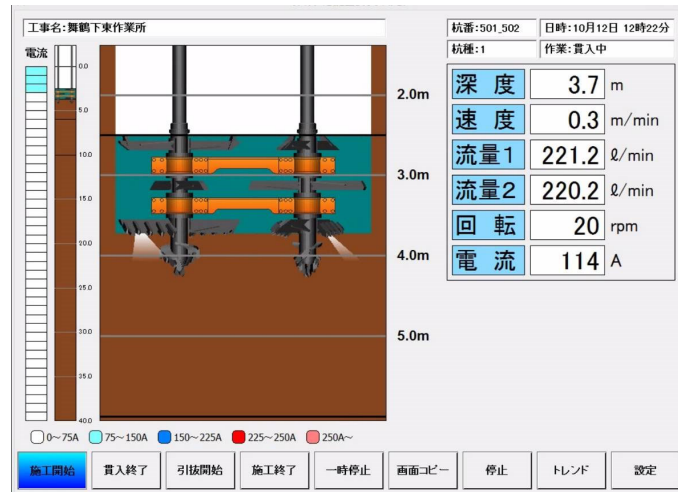 工事名:舞鶴下東作業所
杭番:501_502
日時:10月12日 12時22分
杭種:1
作業:貫入中
電流
0.0
5.0
10.0
15.0
20.0
25.0
30.0
35.0
40.0
2.0m
3.0m
4.0m
5.0m
深 度 3.7 m
速 度 0.3 m/min
流量1 221.2 ℓ/min
流量2 220.2 ℓ/min
回 転 20 rpm
電 流 114 A
0~75A 75~150A 150~225A 225~250A 250A~
施工開始 貫入終了 引抜開始 施工終了 一時停止 画面コピー 停止 トレンド 設定